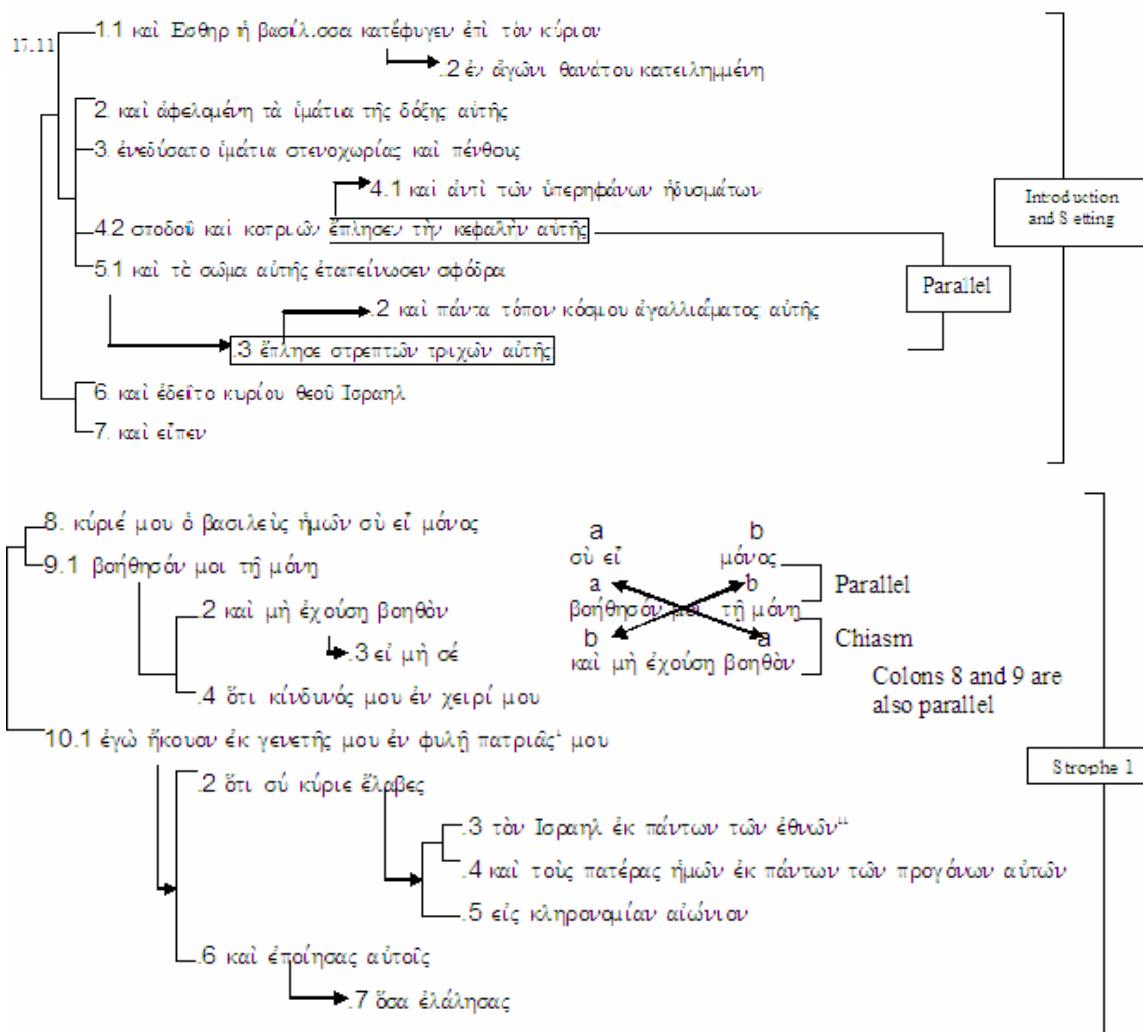 17.11
1.1 καὶ Εσθηρ ἡ βασίλισσα κατέφυγεν ἐπὶ τὸν κύριον
.2 ἐν ἀγῶνι θανάτου κατειλημμένη
2. καὶ ἀφελομένη τὰ ἱμάτια τῆς δόξης αὐτῆς
3. ἐνεδύσατο ἱμάτια στενοχωρίας καὶ πένθους
4.1 καὶ ἀντὶ τῶν ὑπερηφάνων ἡδυσμάτων
4.2 σποδοῦ καὶ κοπριῶν ἔπλησεν τὴν κεφαλὴν αὐτῆς
5.1 καὶ τὸ σῶμα αὐτῆς ἐταπείνωσεν σφόδρα
.2 καὶ πάντα τόπον κόσμου ἀγαλλιάματος αὐτῆς
.3 ἔπλησε στρεπτῶν τριχῶν αὐτῆς
6. καὶ ἐδεῖτο κυρίου θεοῦ Ισραηλ
7. καὶ εἶπεν
Parallel
Introduction
and Setting
8. κύριέ μου ὁ βασιλεὺς ἡμῶν σὺ εἶ μόνος
9.1 βοήθησόν μοι τῇ μόνῃ
.2 καὶ μὴ ἐχούσῃ βοηθὸν
.3 εἰ μὴ σέ
.4 ὅτι κίνδυνός μου ἐν χειρί μου
a b
σὺ εἶ μόνος
a b
βοήθησόν μοι τῇ μόνῃ
b a
καὶ μὴ ἐχούσῃ βοηθὸν
Parallel
Chiasm
Colons 8 and 9 are
also parallel
10.1 ἐγὼ ἤκουον ἐκ γενετῆς μου ἐν φυλῇ πατριᾶςⁱ μου
.2 ὅτι σύ κύριε ἔλαβες
.3 τὸν Ισραηλ ἐκ πάντων τῶν ἐθνῶνⁱⁱ
.4 καὶ τοὺς πατέρας ἡμῶν ἐκ πάντων τῶν προγόνων αὐτῶν
.5 εἰς κληρονομίαν αἰώνιον
.6 καὶ ἐποίησας αὐτοῖς
.7 ὅσα ἐλάλησας
Strophe 1